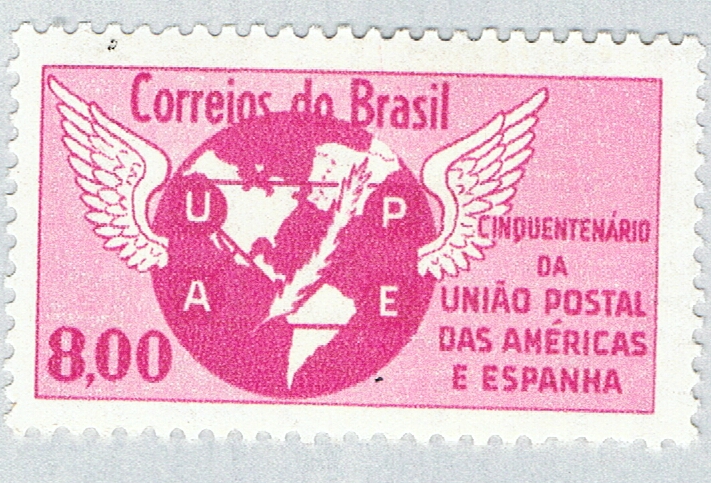 Correios do Brasil
U P
A E
CINQUENTENÁRIO
DA
UNIÃO POSTAL
DAS AMÉRICAS
E ESPANHA
8,00